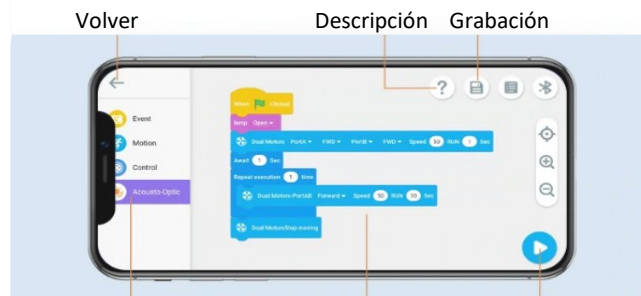 Volver Descripción Grabación
?
Event
Motion
Control
Acousto-Optic
When Clicked
lamp Open
Dual Motors PortA FWD PortB FWD Speed 50 RUN 1 Sec
Await 1 Sec
Repeat execution 1 time
Dual Motors-PortAB Forward Speed 50 RUN 10 Sec
Dual Motors Stop moving